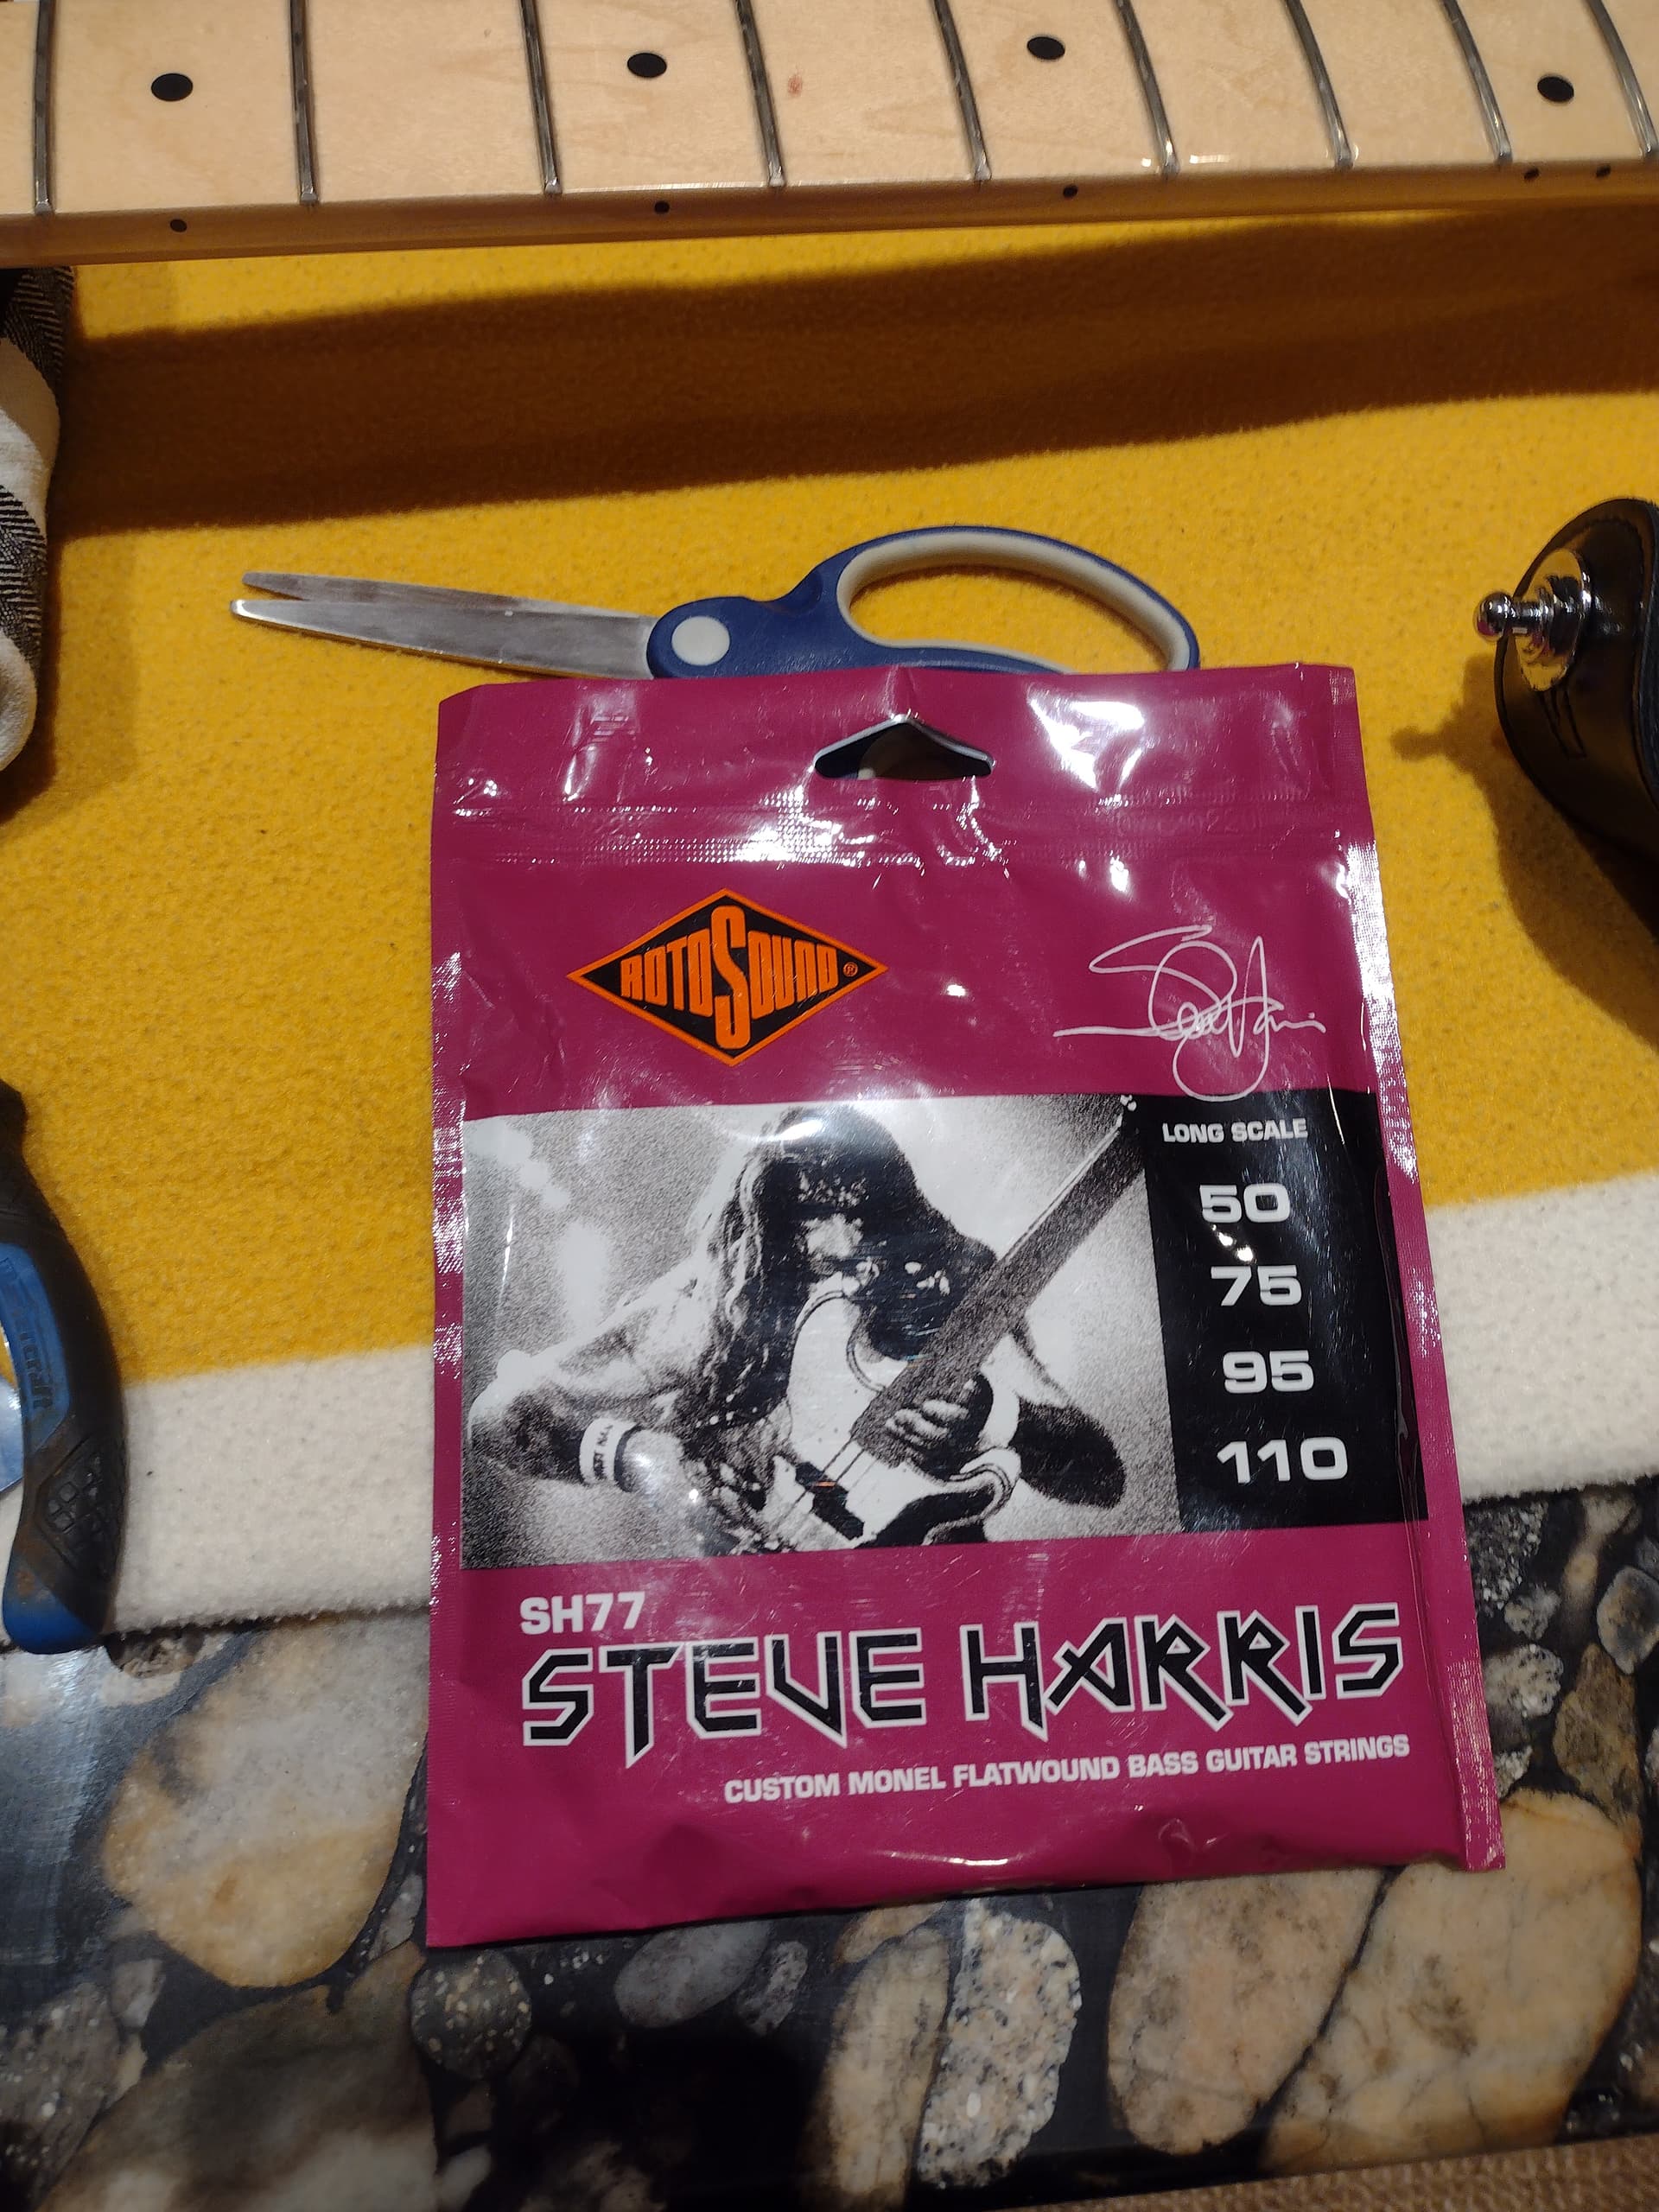 ROTOSOUND®
LONG SCALE
50
75
95
110
SH77
STEVE HARRIS
CUSTOM MONEL FLATWOUND BASS GUITAR STRINGS